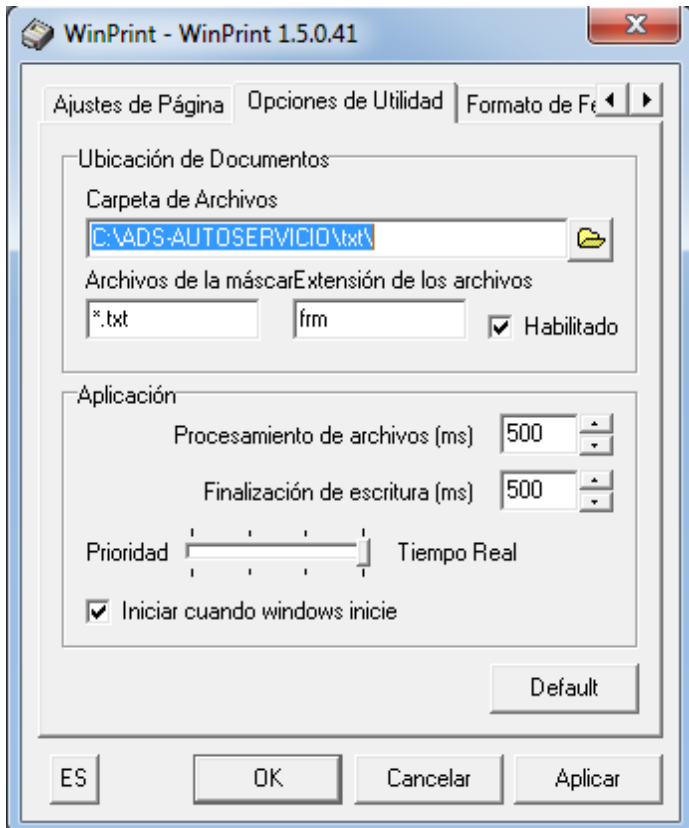 WinPrint - WinPrint 1.5.0.41
Ajustes de Página Opciones de Utilidad Formato de Fe
Ubicación de Documentos
Carpeta de Archivos
C:\ADS-AUTOSERVICIO\txt\
Archivos de la máscarExtensión de los archivos
*.txt frm Habilitado
Aplicación
Procesamiento de archivos (ms) 500
Finalización de escritura (ms) 500
Prioridad Tiempo Real
Iniciar cuando windows inicie
Default
ES OK Cancelar Aplicar